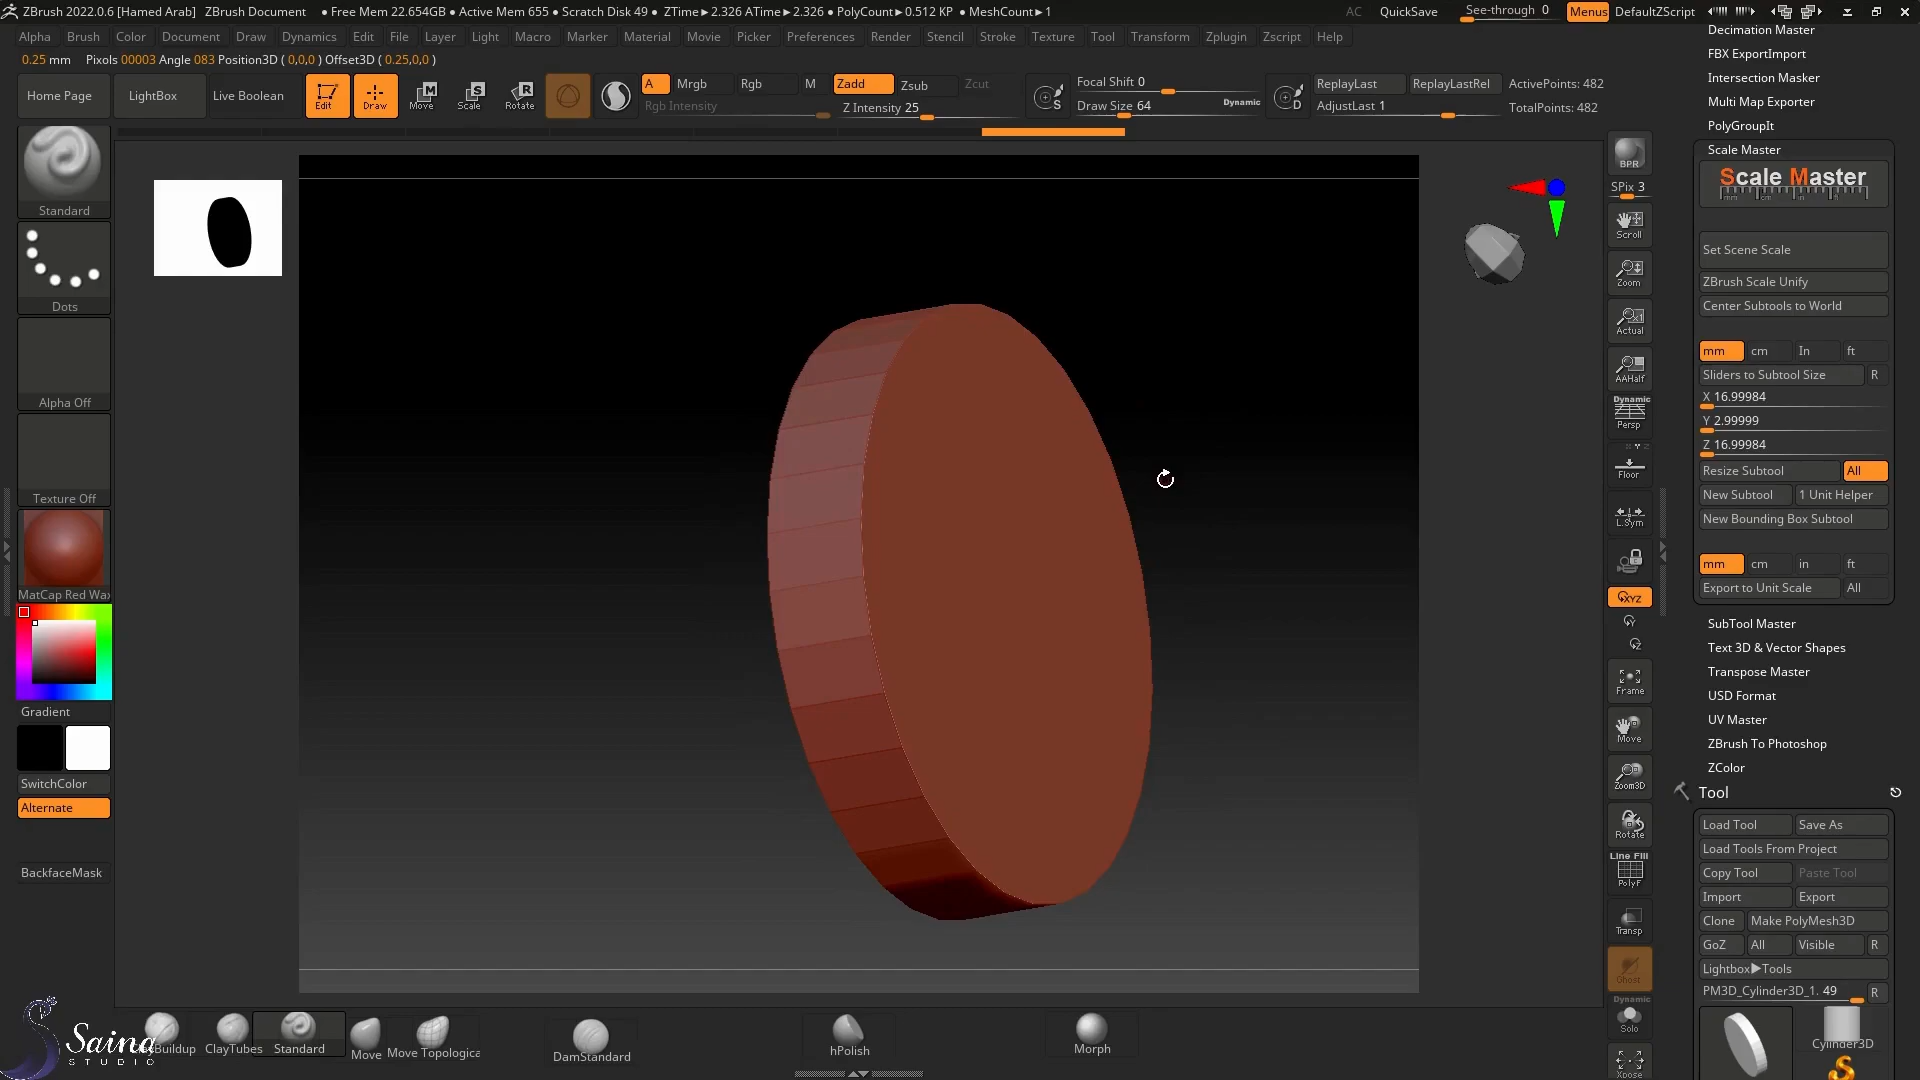 ZBrush 2022.0.6 [Hamed Arab] ZBrush Document • Free Mem 22.654GB • Active Mem 655 • Scratch Disk 49 • ZTime▶2.326 ATime▶2.326 • PolyCount▶0.512 KP • MeshCount▶1 AC QuickSave See-through 0 Menus DefaultZScript
Alpha Brush Color Document Draw Dynamics Edit File Layer Light Macro Marker Material Movie Picker Preferences Render Stencil Stroke Texture Tool Transform Zplugin Zscript Help
0.25 mm Pixols 00003 Angle 083 Position3D ( 0,0,0 ) Offset3D ( 0.25,0,0 )
Home Page LightBox Live Boolean Edit Draw Move Scale Rotate A Mrgb Rgb M Zadd Zsub Zcut Focal Shift 0 ReplayLast ReplayLastRel ActivePoints: 482
Rgb Intensity Z Intensity 25 Draw Size 64 Dynamic AdjustLast 1 TotalPoints: 482
Standard
Dots
Alpha Off
Texture Off
MatCap Red Wax
Gradient
SwitchColor
Alternate
BackfaceMask
BPR
SPix 3
Scroll
Zoom
Actual
AAHalf
Dynamic
Persp
Floor
L.Sym
XYZ
Frame
Move
Zoom3D
Rotate
Line Fill
PolyF
Transp
Ghost
Dynamic
Solo
Xpose
Decimation Master
FBX ExportImport
Intersection Masker
Multi Map Exporter
PolyGroupIt
Scale Master
Scale Master
mm cm in ft
Set Scene Scale
ZBrush Scale Unify
Center Subtools to World
mm cm In ft
Sliders to Subtool Size R
X 16.99984
Y 2.99999
Z 16.99984
Resize Subtool All
New Subtool 1 Unit Helper
New Bounding Box Subtool
mm cm in ft
Export to Unit Scale All
SubTool Master
Text 3D & Vector Shapes
Transpose Master
USD Format
UV Master
ZBrush To Photoshop
ZColor
Tool
Load Tool Save As
Load Tools From Project
Copy Tool Paste Tool
Import Export
Clone Make PolyMesh3D
GoZ All Visible R
Lightbox▶Tools
PM3D_Cylinder3D_1. 49 R
Cylinder3D
Saina
STUDIO
ClayBuildup ClayTubes Standard Move Move Topologica DamStandard hPolish Morph